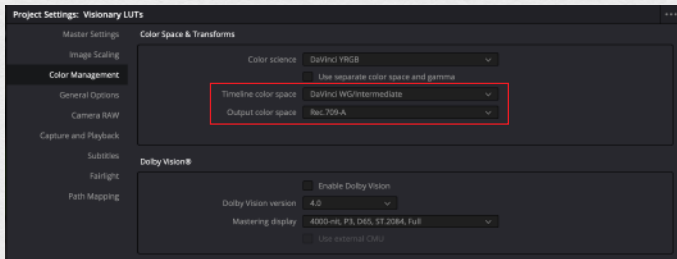 Project Settings: Visionary LUTs
Master Settings
Image Scaling
Color Management
General Options
Camera RAW
Capture and Playback
Subtitles
Fairlight
Path Mapping
Color Space & Transforms
Color science DaVinci YRGB
Use separate color space and gamma
Timeline color space DaVinci WG/Intermediate
Output color space Rec.709-A
Dolby Vision®
Enable Dolby Vision
Dolby Vision version 4.0
Mastering display 4000-nit, P3, D65, ST.2084, Full
Use external CMU